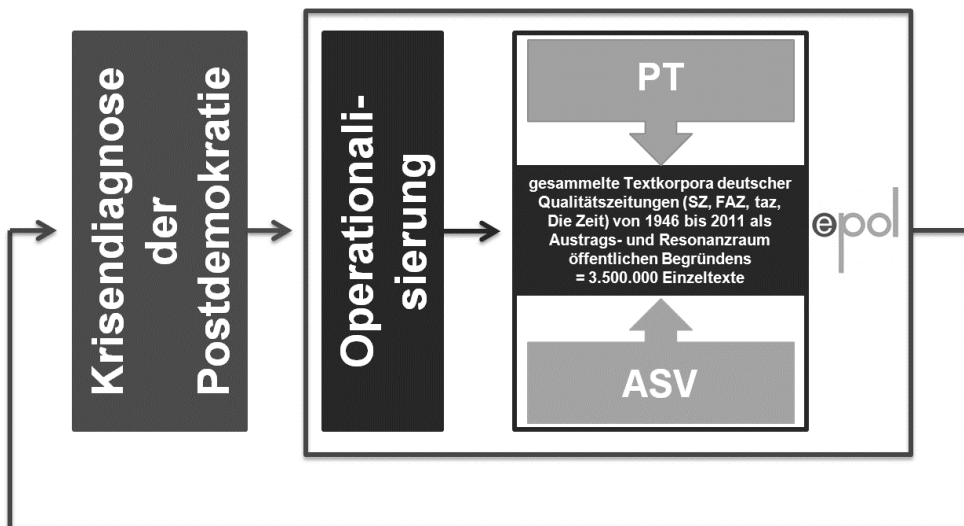 Krisendiagnose
der
Postdemokratie
Operationali-
sierung
PT
gesammelte Textkorpora deutscher
Qualitätszeitungen (SZ, FAZ, taz,
Die Zeit) von 1946 bis 2011 als
Austrags- und Resonanzraum
öffentlichen Begründens
= 3.500.000 Einzeltexte
ASV
epol